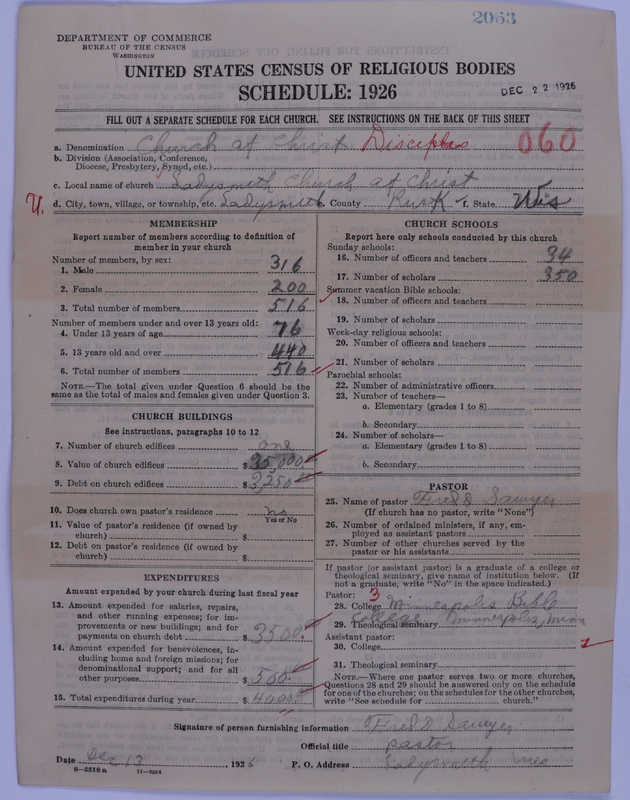 2063
DEPARTMENT OF COMMERCE
BUREAU OF THE CENSUS
WASHINGTON
UNITED STATES CENSUS OF RELIGIOUS BODIES
SCHEDULE: 1926
DEC 22 1926
FILL OUT A SEPARATE SCHEDULE FOR EACH CHURCH. SEE INSTRUCTIONS ON THE BACK OF THIS SHEET
a. Denomination Church of Christ Disciples 060
b. Division (Association, Conference, Diocese, Presbytery, Synod, etc.)
c. Local name of church Ladysmith Church of Christ
U. d. City, town, village, or township, etc. Ladysmith e. County Rusk f. State Wis
MEMBERSHIP
Report number of members according to definition of member in your church
Number of members, by sex:
1. Male 316
2. Female 200
3. Total number of members 516
Number of members under and over 13 years old:
4. Under 13 years of age 76
5. 13 years old and over 440
6. Total number of members 516
NOTE.—The total given under Question 6 should be the same as the total of males and females given under Question 3.
CHURCH BUILDINGS
See instructions, paragraphs 10 to 12
7. Number of church edifices one
8. Value of church edifices $ 35,000
9. Debt on church edifices $ 3,250
10. Does church own pastor's residence no
Yes or No
11. Value of pastor's residence (if owned by church) $
12. Debt on pastor's residence (if owned by church) $
EXPENDITURES
Amount expended by your church during last fiscal year
13. Amount expended for salaries, repairs, and other running expenses; for improvements or new buildings; and for payments on church debt $ 3500.
14. Amount expended for benevolences, including home and foreign missions; for denominational support; and for all other purposes $ 500.
15. Total expenditures during year $ 4000.
CHURCH SCHOOLS
Report here only schools conducted by this church
Sunday schools:
16. Number of officers and teachers 34
17. Number of scholars 350
Summer vacation Bible schools:
18. Number of officers and teachers
19. Number of scholars
Week-day religious schools:
20. Number of officers and teachers
21. Number of scholars
Parochial schools:
22. Number of administrative officers
23. Number of teachers—
a. Elementary (grades 1 to 8)
b. Secondary
24. Number of scholars—
a. Elementary (grades 1 to 8)
b. Secondary
PASTOR
25. Name of pastor Fred D Sawyer
(If church has no pastor, write "None")
26. Number of ordained ministers, if any, employed as assistant pastors
27. Number of other churches served by the pastor or his assistants
If pastor (or assistant pastor) is a graduate of a college or theological seminary, give name of institution below. (If not a graduate, write "No" in the space indicated.)
Pastor: 3
28. College Minneapolis Bible
29. Theological seminary College Minneapolis, Minn
Assistant pastor:
30. College
31. Theological seminary
NOTE.—Where one pastor serves two or more churches, Questions 28 and 29 should be answered only on the schedule for one of the churches; on the schedules for the other churches, write "See schedule for church."
Signature of person furnishing information Fred D Sawyer
Official title pastor
Date Dec 13, 1926 P. O. Address Ladysmith Wis
8—5518a 11—9064